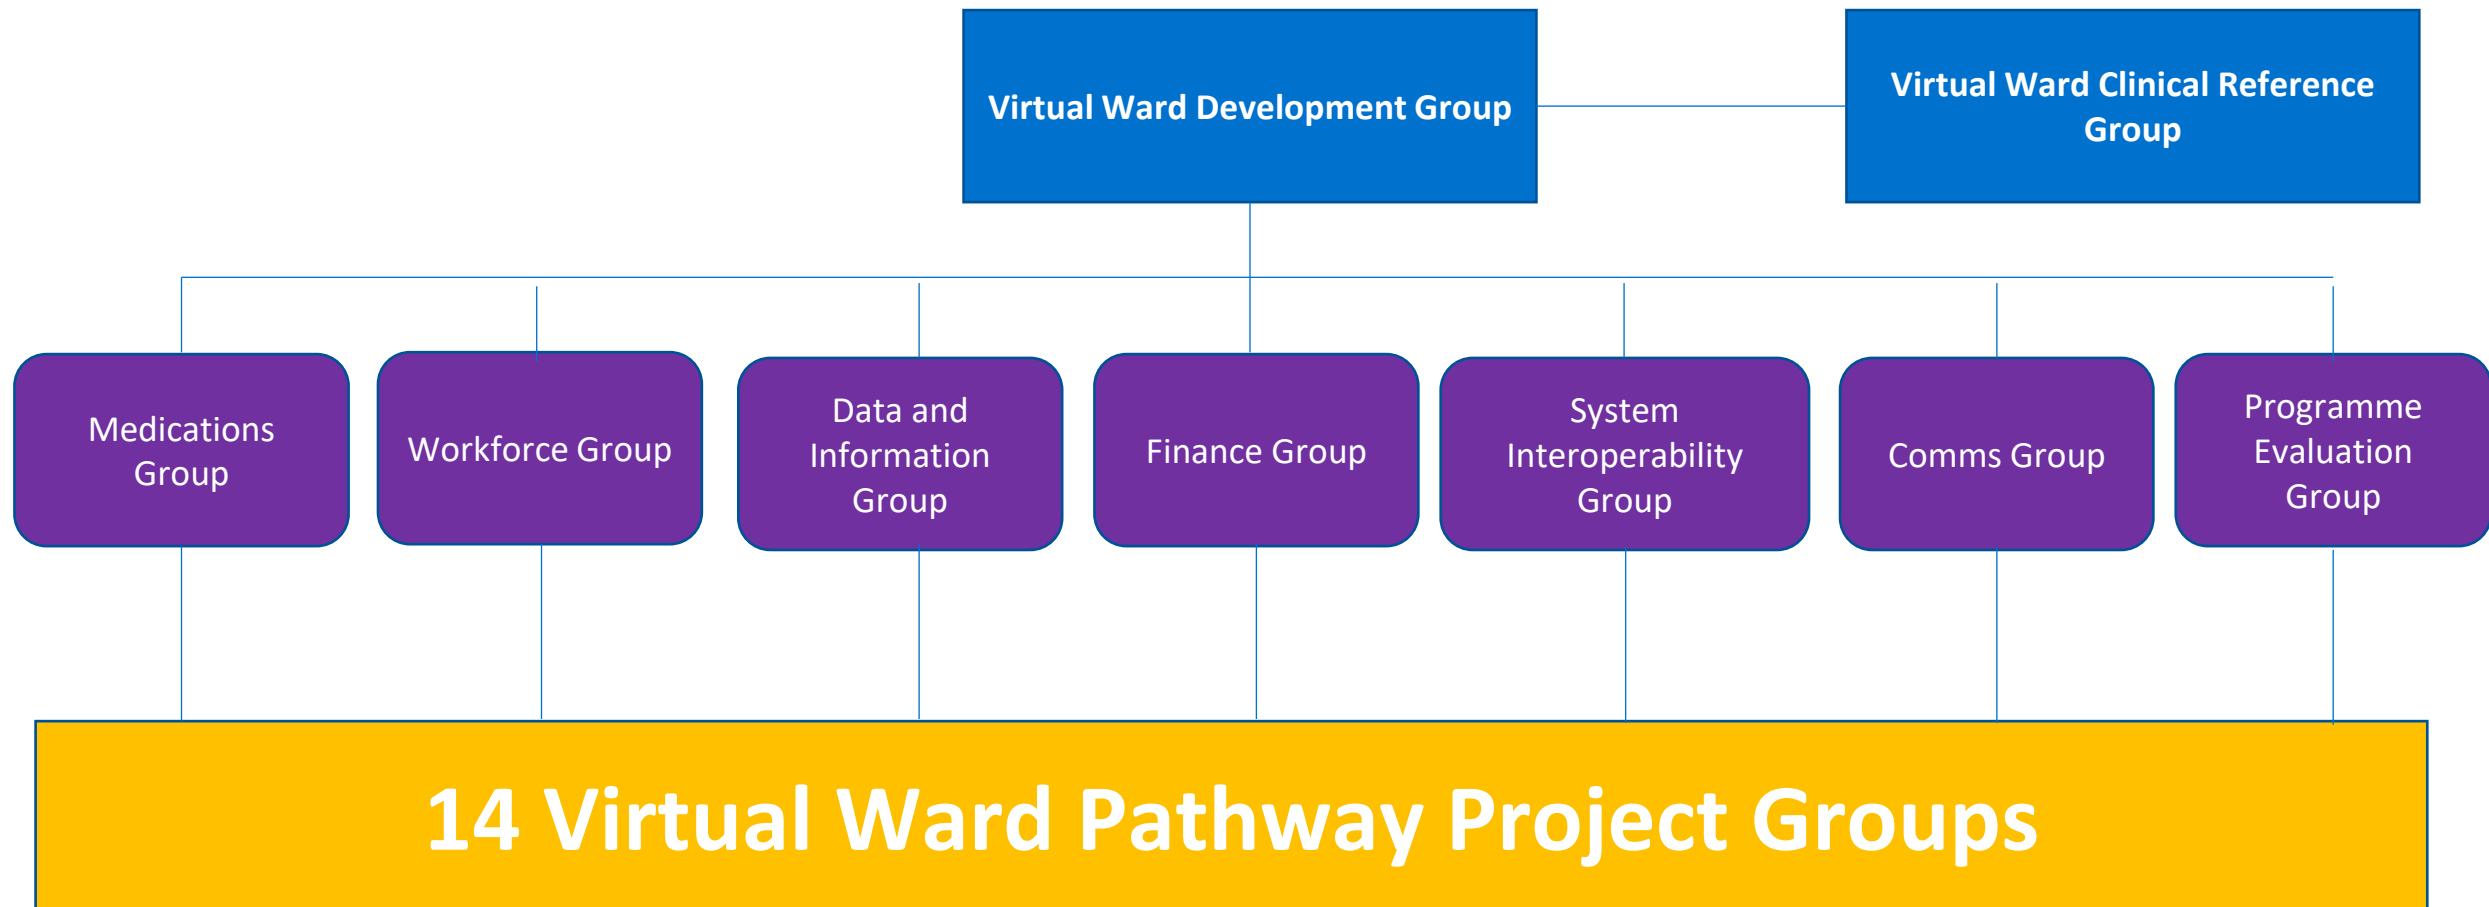 Virtual Ward Development Group
Virtual Ward Clinical Reference
Group
Medications
Group
Workforce Group
Data and
Information
Group
Finance Group
System
Interoperability
Group
Comms Group
Programme
Evaluation
Group
14 Virtual Ward Pathway Project Groups